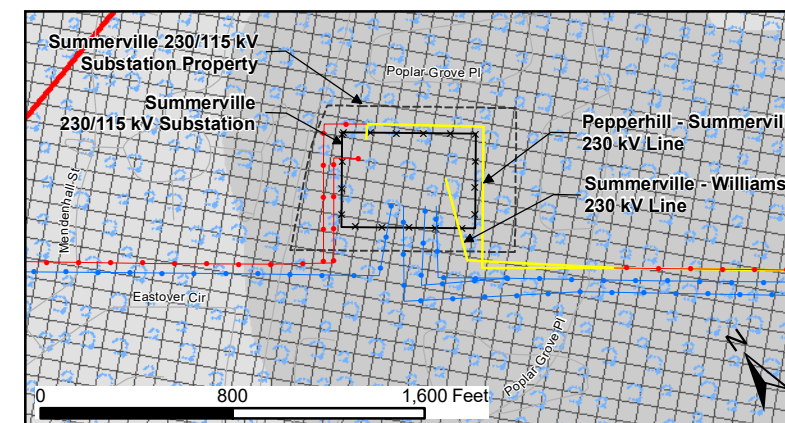 Summerville 230/115 kV
Substation Property
Poplar Grove Pl
Summerville
230/115 kV Substation
Pepperhill - Summervil
230 kV Line
Summerville - Williams
230 kV Line
Mendenhall St
Eastover Cir
Poplar Grove Pl
N
0 800 1,600 Feet